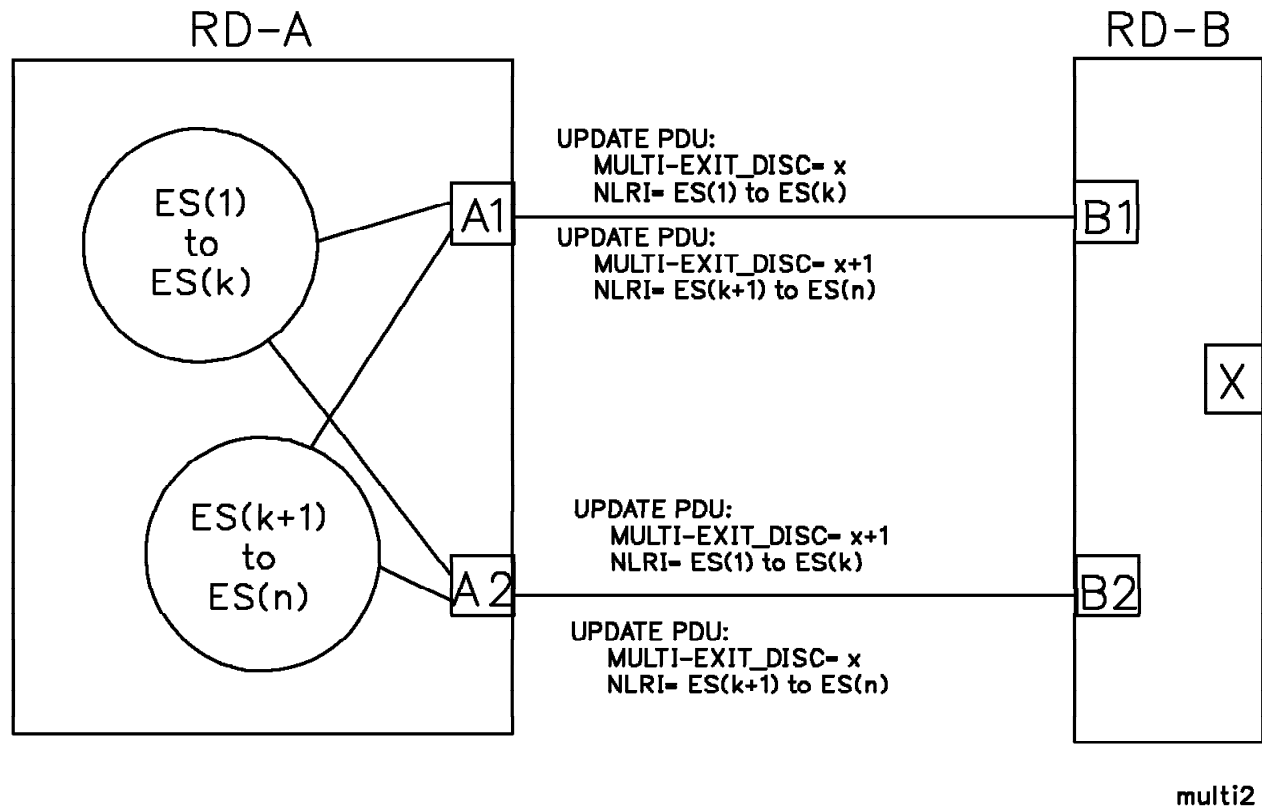 RD-A
RD-B
ES(1)
to
ES(k)
A1
UPDATE PDU:
MULTI-EXIT_DISC= x
NLRI= ES(1) to ES(k)
UPDATE PDU:
MULTI-EXIT_DISC= x+1
NLRI= ES(k+1) to ES(n)
B1
X
ES(k+1)
to
ES(n)
A2
UPDATE PDU:
MULTI-EXIT_DISC= x+1
NLRI= ES(1) to ES(k)
UPDATE PDU:
MULTI-EXIT_DISC= x
NLRI= ES(k+1) to ES(n)
B2
multi2